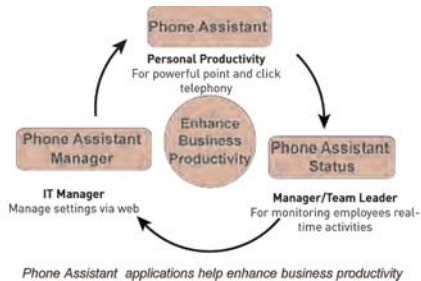 Phone Assistant
Personal Productivity
For powerful point and click
telephony
Enhance
Business
Productivity
Phone Assistant
Manager
IT Manager
Manage settings via web
Phone Assistant
Status
Manager/Team Leader
For monitoring employees real-
time activities
Phone Assistant applications help enhance business productivity